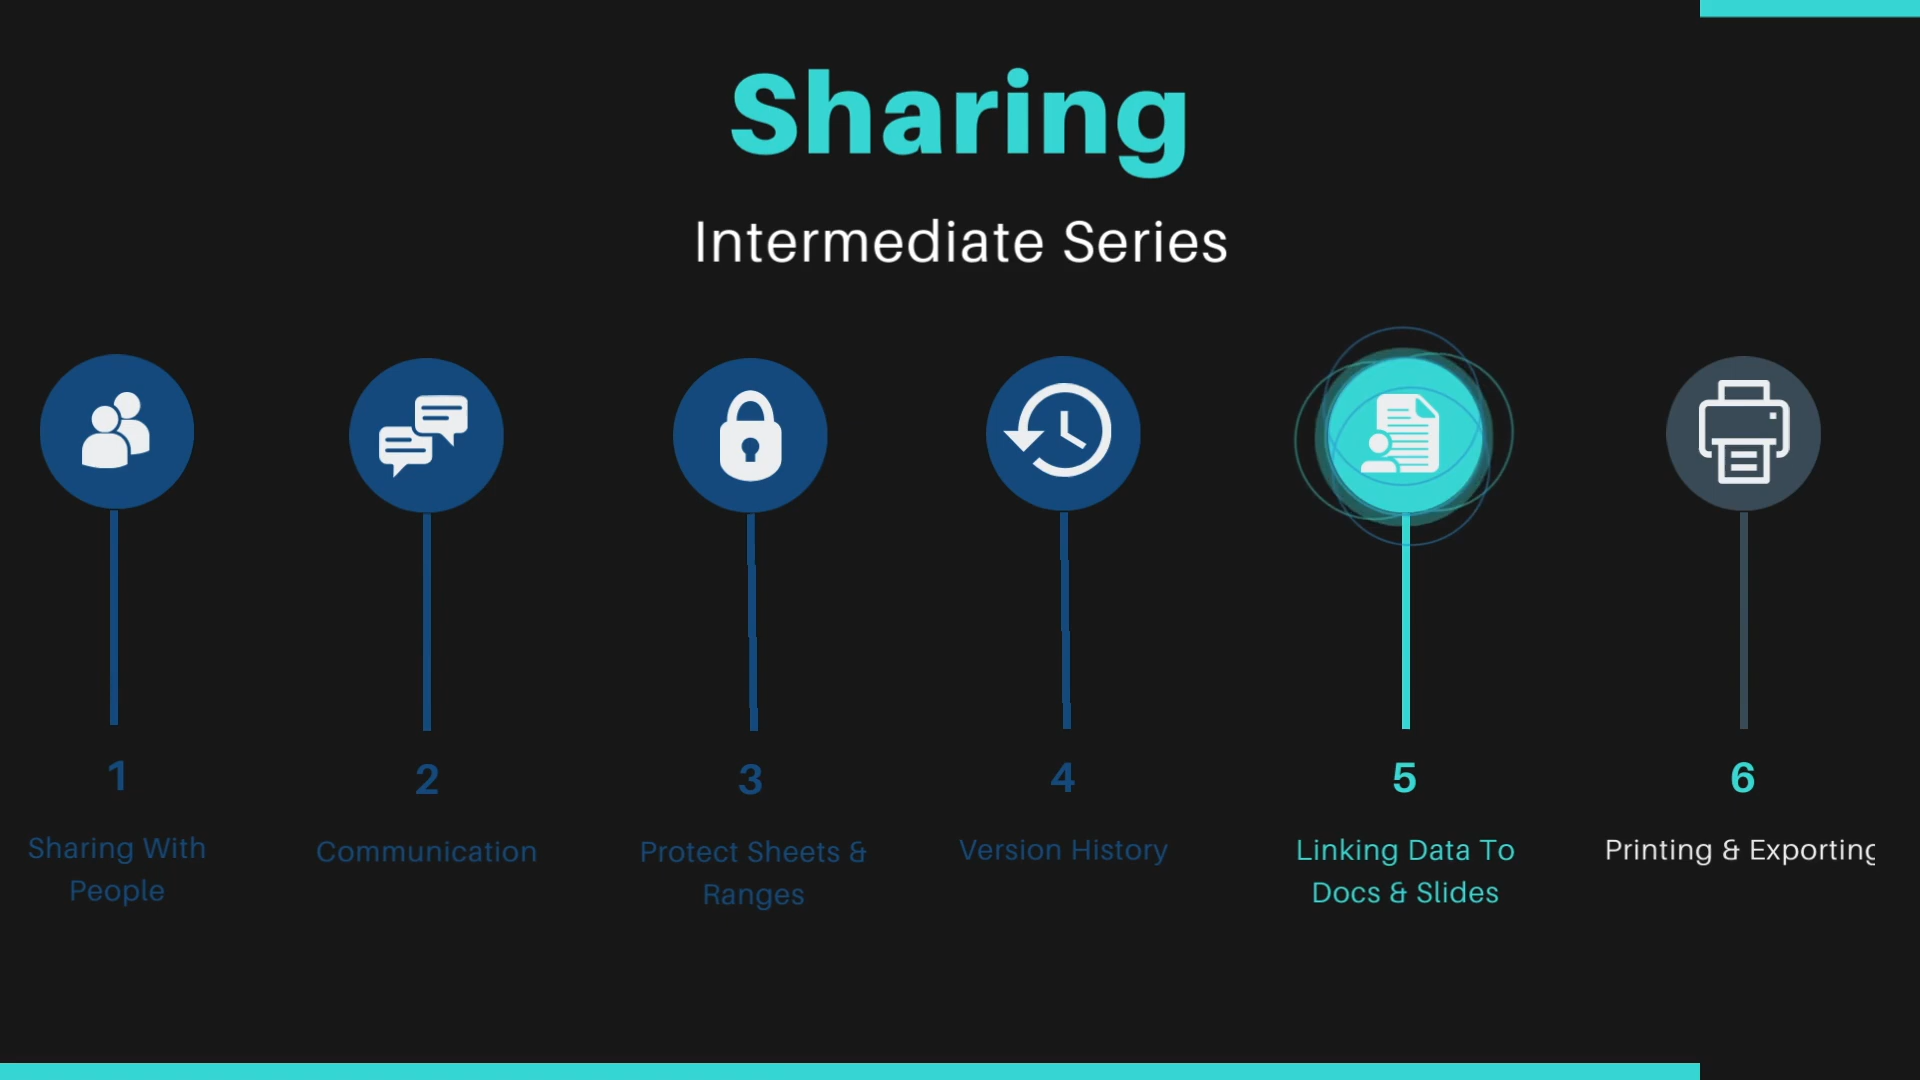 Sharing
Intermediate Series
1
Sharing With
People
2
Communication
3
Protect Sheets &
Ranges
4
Version History
5
Linking Data To
Docs & Slides
6
Printing & Exporting